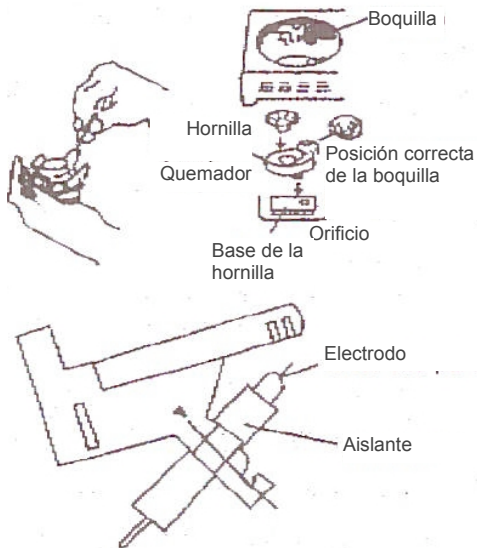 Boquilla
Hornilla
Quemador
Posición correcta
de la boquilla
Orificio
Base de la
hornilla
Electrodo
Aislante